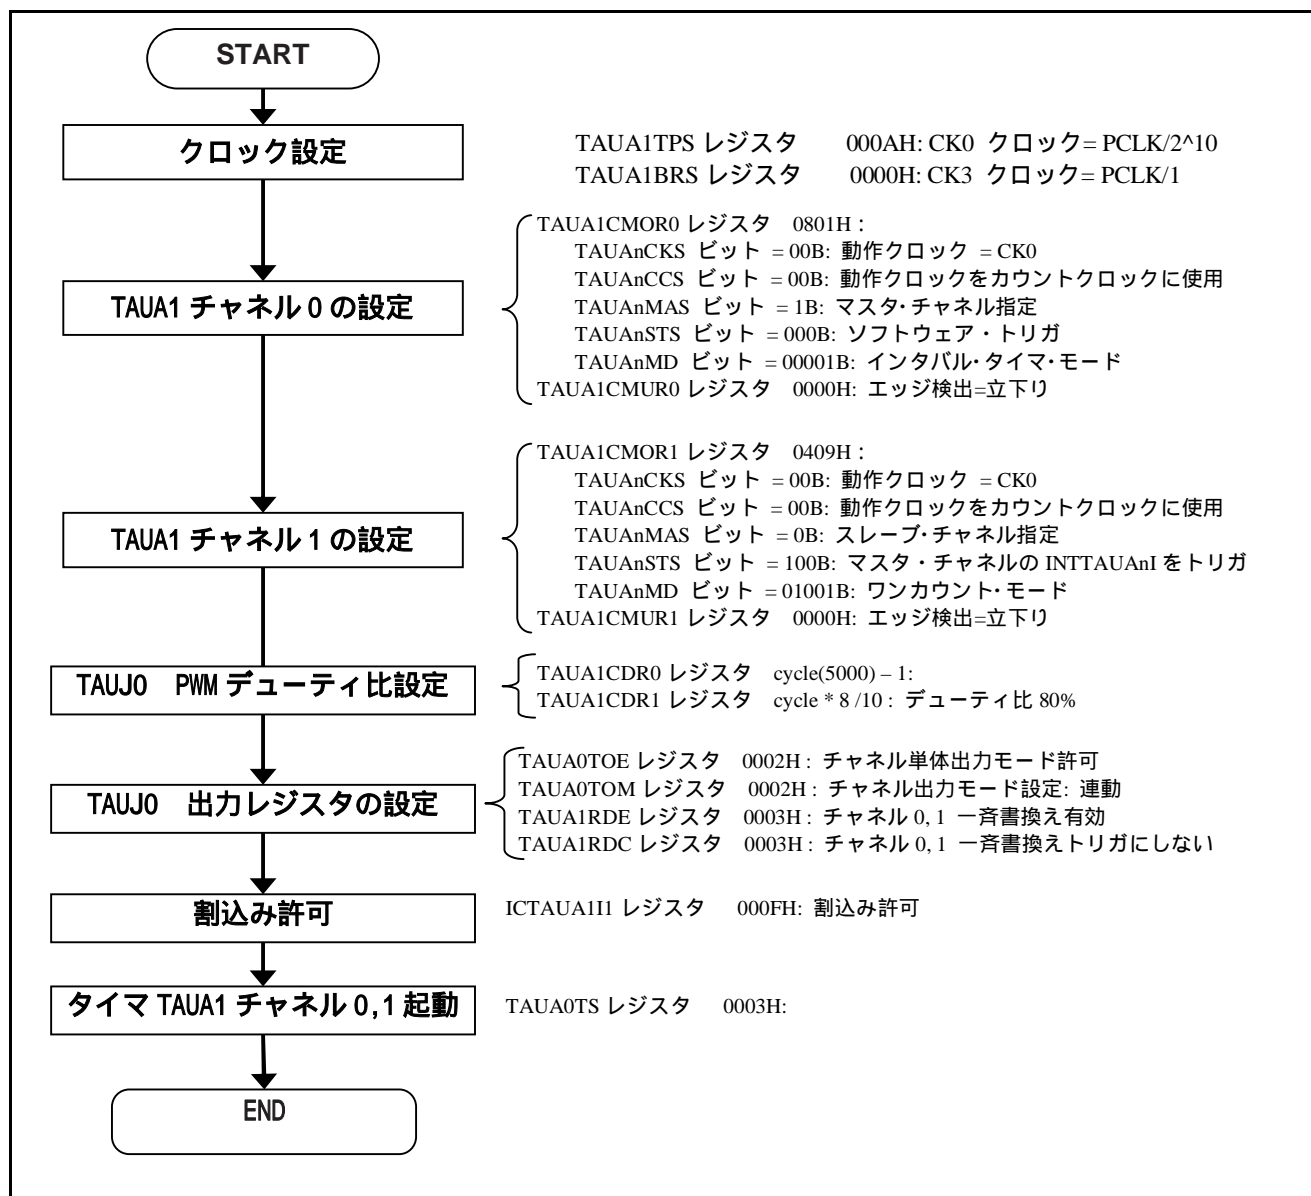 START
クロック設定
TAUA1TPS レジスタ 000AH: CK0 クロック= PCLK/2^10
TAUA1BRS レジスタ 0000H: CK3 クロック= PCLK/1
TAUA1 チャネル 0 の設定
TAUA1CMOR0 レジスタ 0801H :
TAUAnCKS ビット = 00B: 動作クロック = CK0
TAUAnCCS ビット = 00B: 動作クロックをカウントクロックに使用
TAUAnMAS ビット = 1B: マスタ・チャネル指定
TAUAnSTS ビット = 000B: ソフトウェア・トリガ
TAUAnMD ビット = 00001B: インタバル・タイマ・モード
TAUA1CMUR0 レジスタ 0000H: エッジ検出=立下り
TAUA1 チャネル 1 の設定
TAUA1CMOR1 レジスタ 0409H :
TAUAnCKS ビット = 00B: 動作クロック = CK0
TAUAnCCS ビット = 00B: 動作クロックをカウントクロックに使用
TAUAnMAS ビット = 0B: スレーブ・チャネル指定
TAUAnSTS ビット = 100B: マスタ・チャネルの INTTAUAnI をトリガ
TAUAnMD ビット = 01001B: ワンカウント・モード
TAUA1CMUR1 レジスタ 0000H: エッジ検出=立下り
TAUJ0 PWM デューティ比設定
TAUA1CDR0 レジスタ cycle(5000) – 1:
TAUA1CDR1 レジスタ cycle * 8 /10 : デューティ比 80%
TAUJ0 出力レジスタの設定
TAUA0TOE レジスタ 0002H : チャネル単体出力モード許可
TAUA0TOM レジスタ 0002H : チャネル出力モード設定: 連動
TAUA1RDE レジスタ 0003H : チャネル 0, 1 一斉書換え有効
TAUA1RDC レジスタ 0003H : チャネル 0, 1 一斉書換えトリガにしない
割込み許可
ICTAUA1I1 レジスタ 000FH: 割込み許可
タイマ TAUA1 チャネル 0,1 起動
TAUA0TS レジスタ 0003H:
END